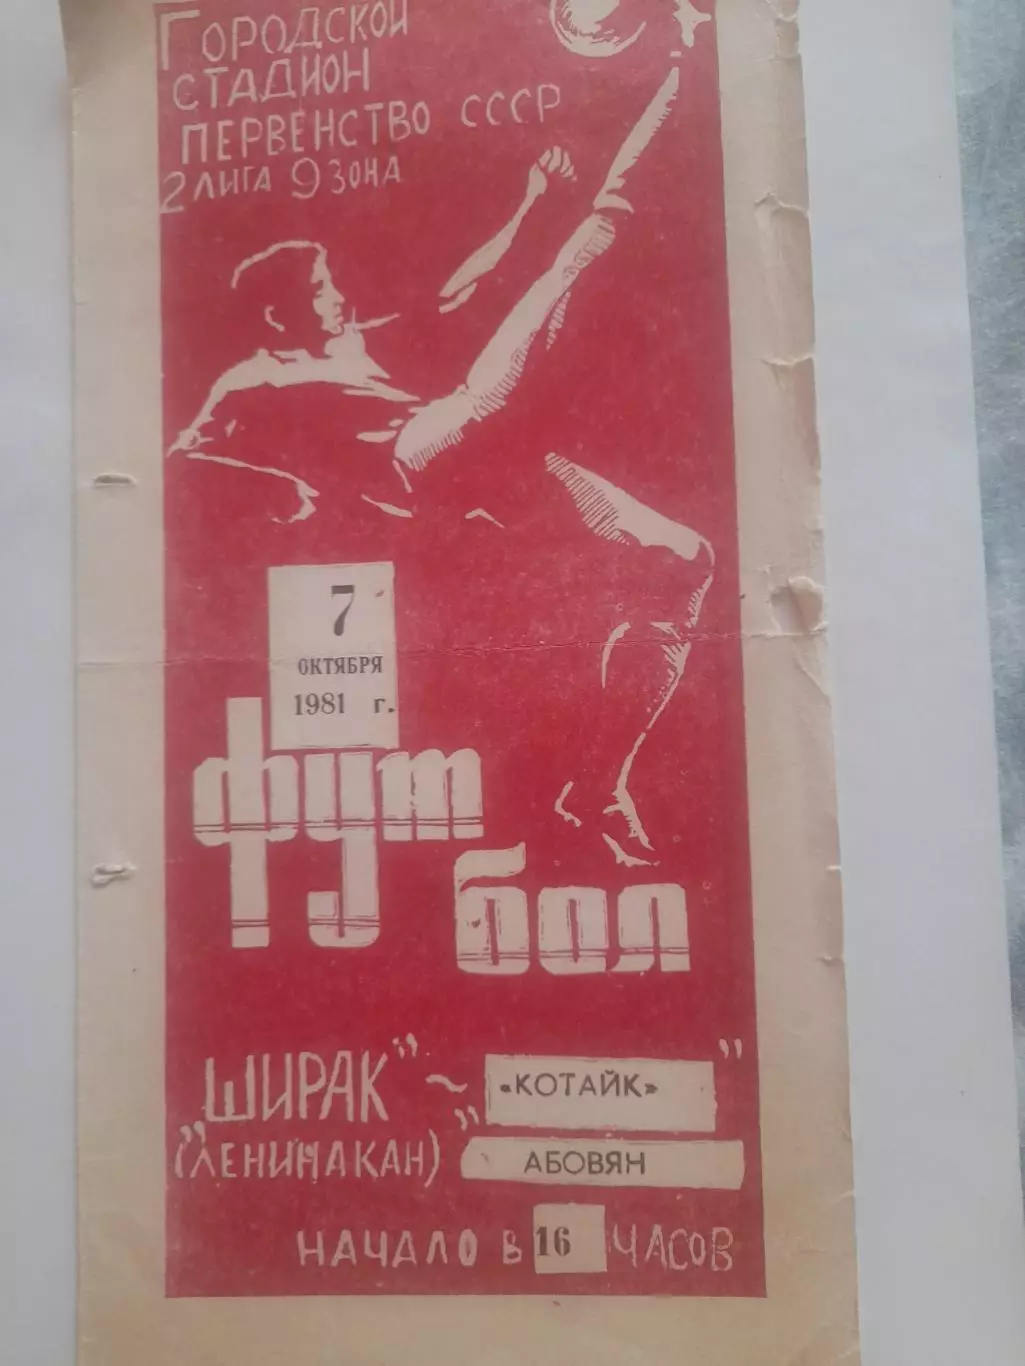 ГОРОДСКОЙ
СТАДИОН
ПЕРВЕНСТВО СССР
2 ЛИГА 9 ЗОНА
7
ОКТЯБРЯ
1981 г.
фут
бол
ШИРАК" ~ «КОТАЙК» "
("ЛЕНИНАКАН) " АБОВЯН
НАЧАЛО В 16 ЧАСОВ